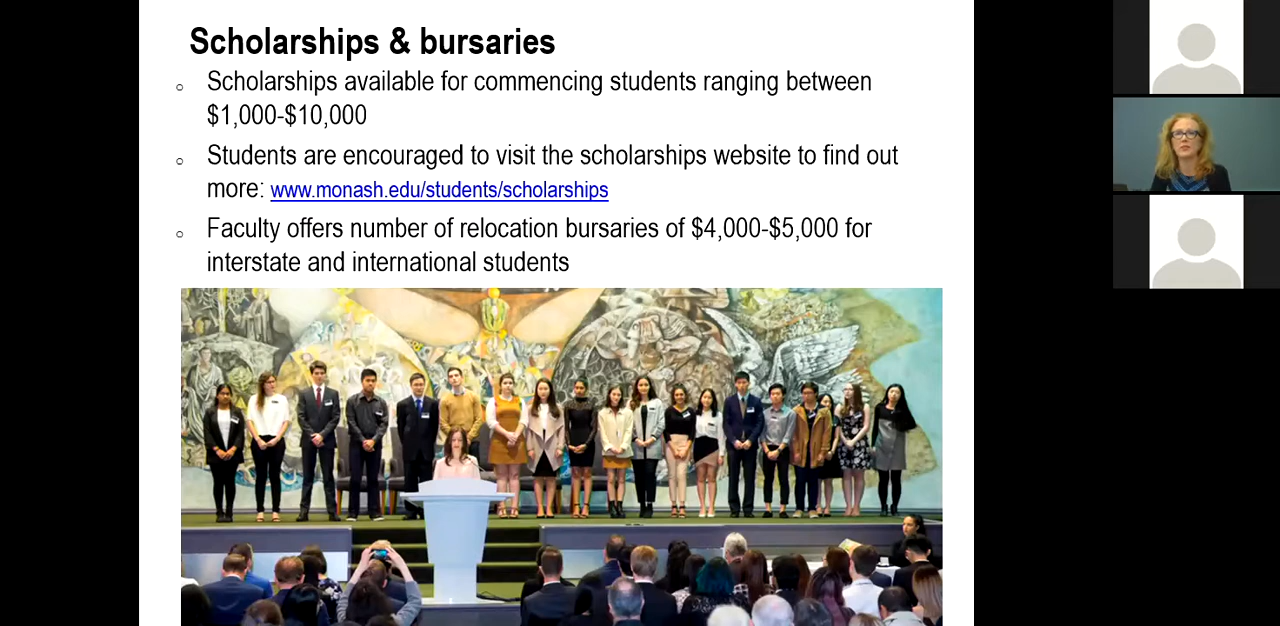 Scholarships & bursaries
Scholarships available for commencing students ranging between
$1,000-$10,000
Students are encouraged to visit the scholarships website to find out
more: www.monash.edu/students/scholarships
Faculty offers number of relocation bursaries of $4,000-$5,000 for
interstate and international students